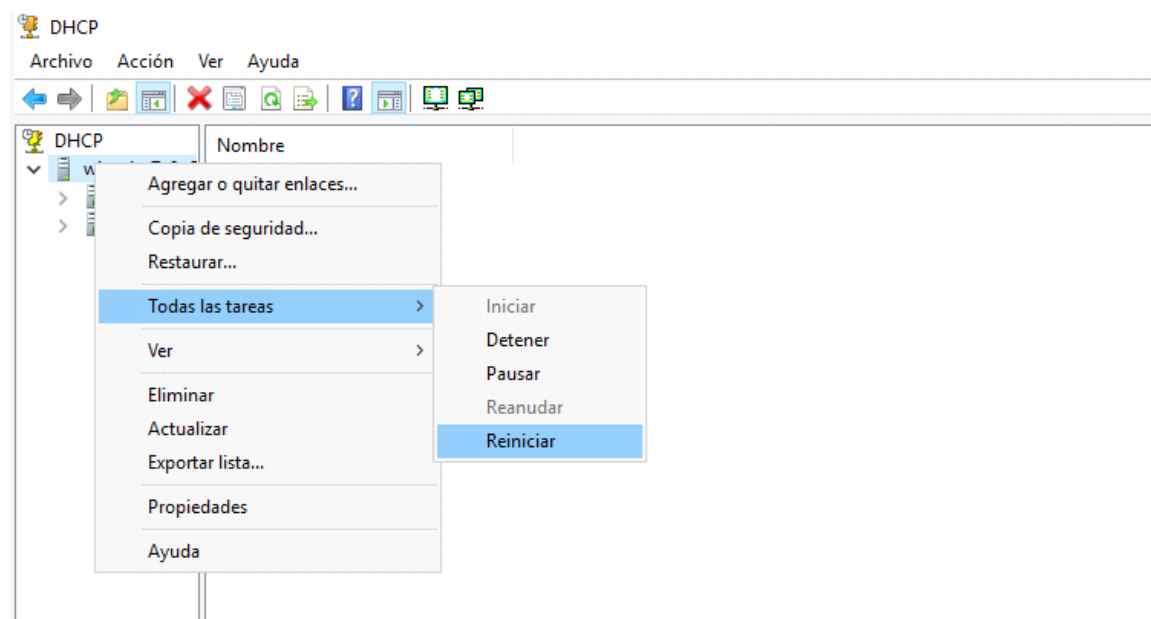 DHCP
Archivo Acción Ver Ayuda
DHCP
Nombre
Agregar o quitar enlaces...
Copia de seguridad...
Restaurar...
Todas las tareas
Iniciar
Detener
Ver
Pausar
Eliminar
Reanudar
Actualizar
Reiniciar
Exportar lista...
Propiedades
Ayuda